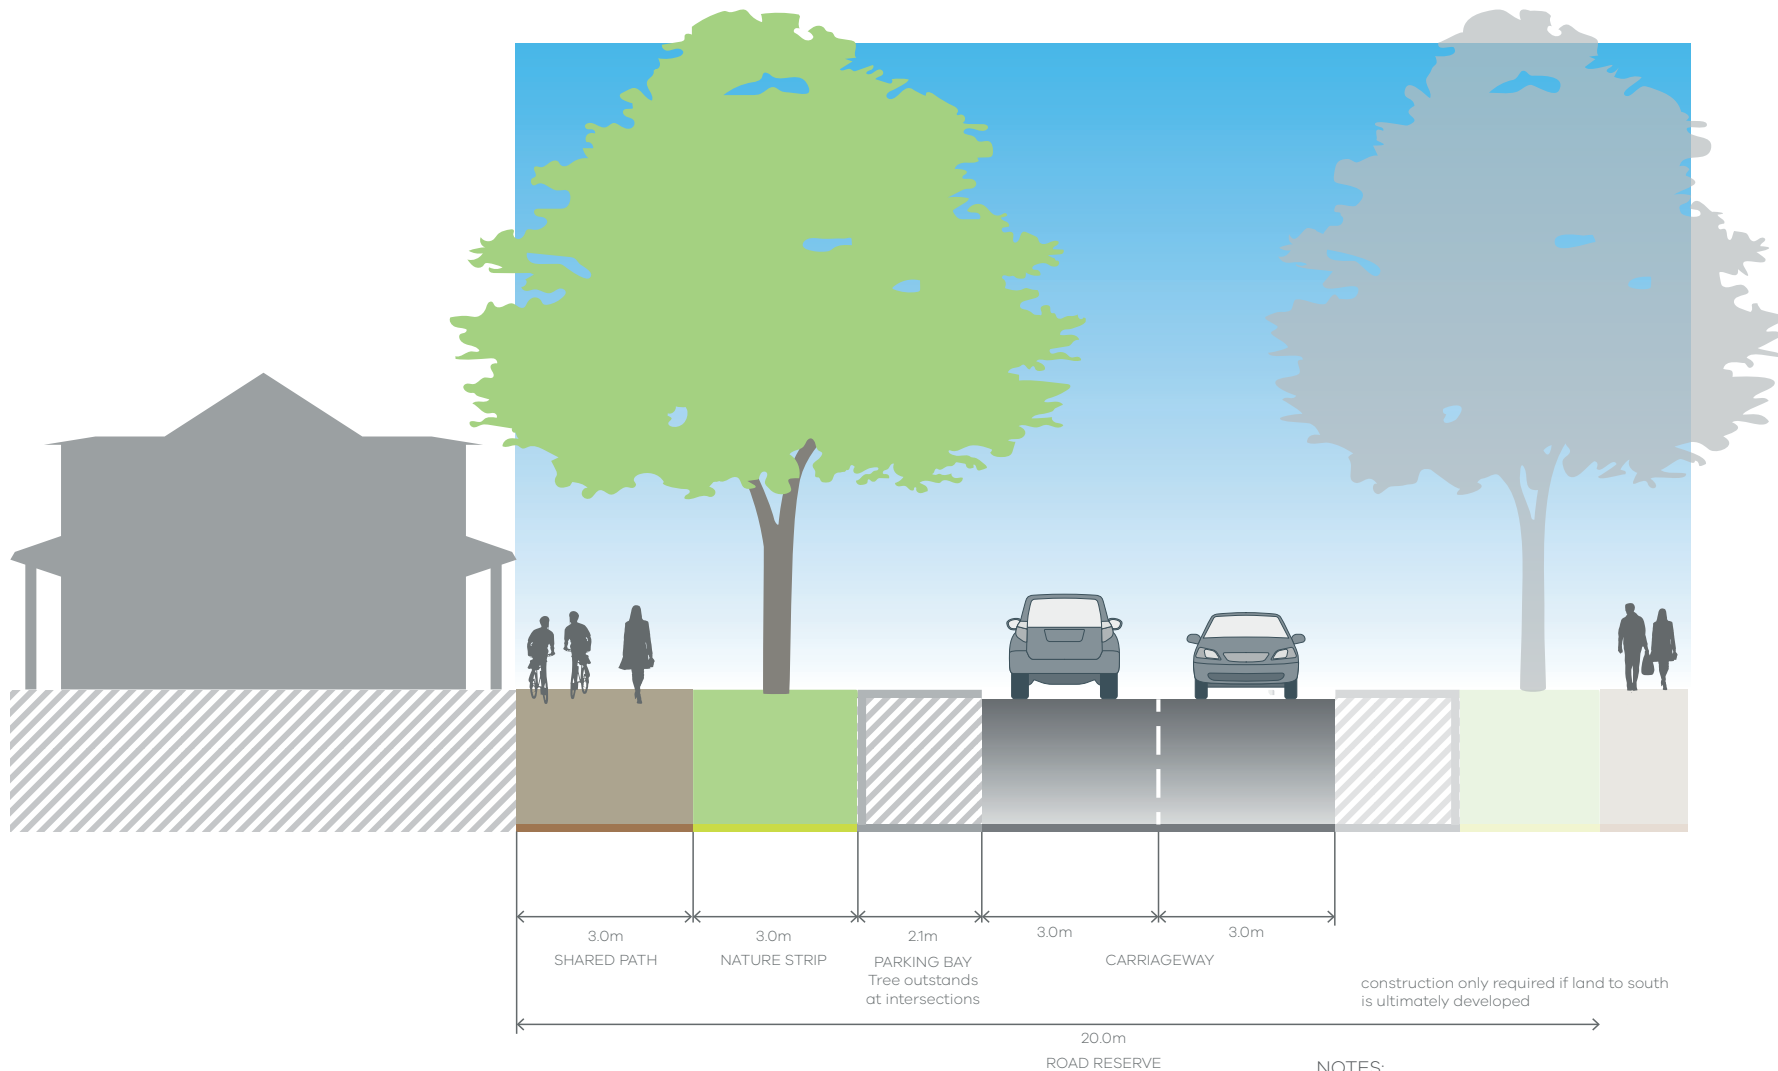 3.0m
3.0m
2.1m
3.0m
3.0m
SHARED PATH
NATURE STRIP
PARKING BAY
Tree outstands
at intersections
CARRIAGEWAY
construction only required if land to south
is ultimately developed
20.0m
ROAD RESERVE
NOTES: